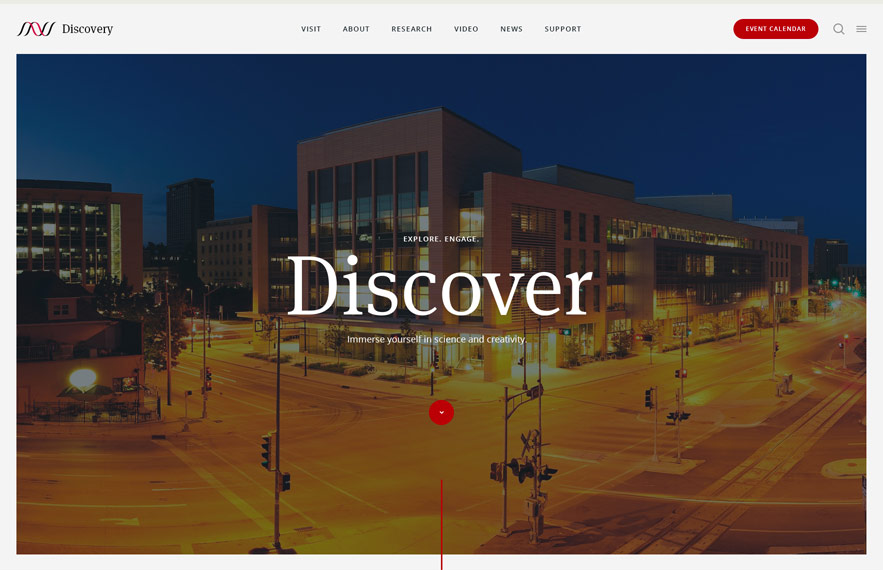 Discovery
VISIT ABOUT RESEARCH VIDEO NEWS SUPPORT
EVENT CALENDAR
EXPLORE. ENGAGE.
Discover
Immerse yourself in science and creativity.